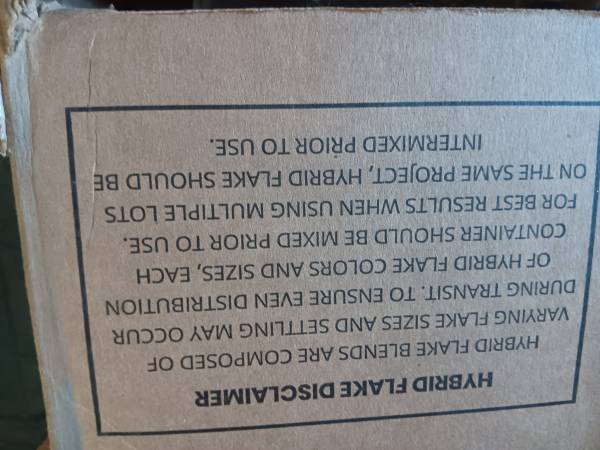 HYBRID FLAKE DISCLAIMER
HYBRID FLAKE BLENDS ARE COMPOSED OF
VARYING FLAKE SIZES AND SETTLING MAY OCCUR
DURING TRANSIT. TO ENSURE EVEN DISTRIBUTION
OF HYBRID FLAKE COLORS AND SIZES, EACH
CONTAINER SHOULD BE MIXED PRIOR TO USE.
FOR BEST RESULTS WHEN USING MULTIPLE LOTS
ON THE SAME PROJECT, HYBRID FLAKE SHOULD BE
INTERMIXED PRIOR TO USE.